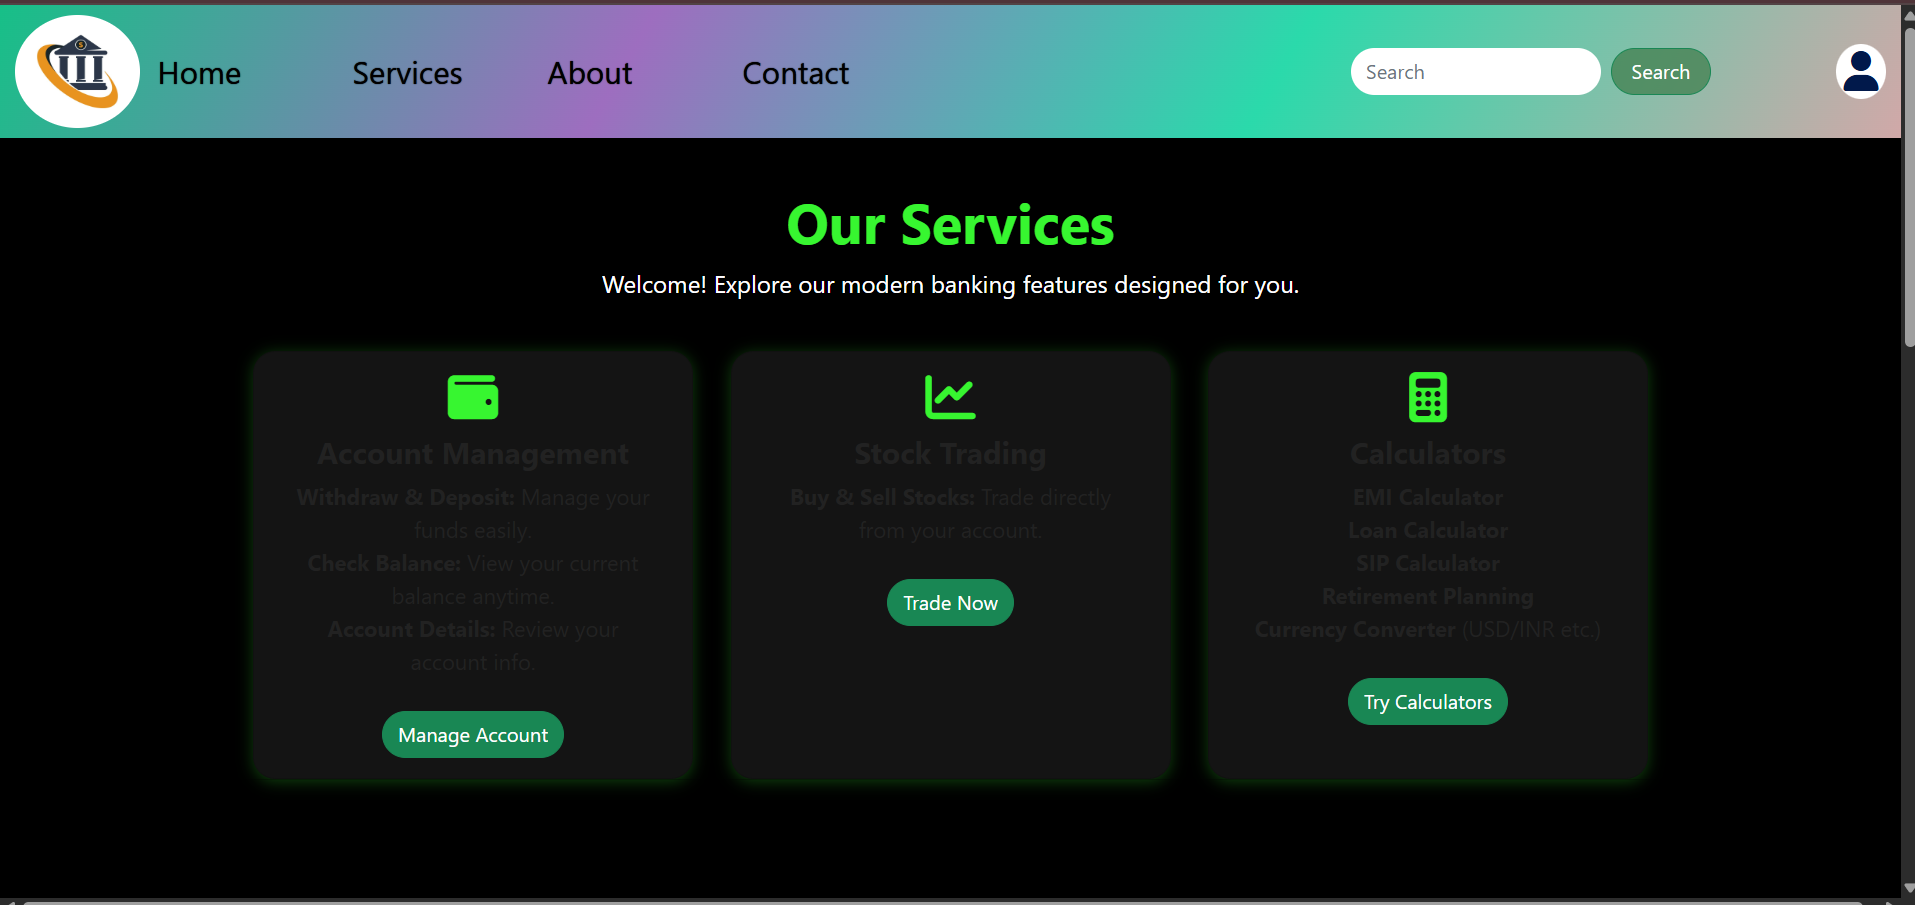 Home Services About Contact Search Search
Our Services
Welcome! Explore our modern banking features designed for you.
Account Management
Withdraw & Deposit: Manage your
funds easily.
Check Balance: View your current
balance anytime.
Account Details: Review your
account info.
Manage Account
Stock Trading
Buy & Sell Stocks: Trade directly
from your account.
Trade Now
Calculators
EMI Calculator
Loan Calculator
SIP Calculator
Retirement Planning
Currency Converter (USD/INR etc.)
Try Calculators